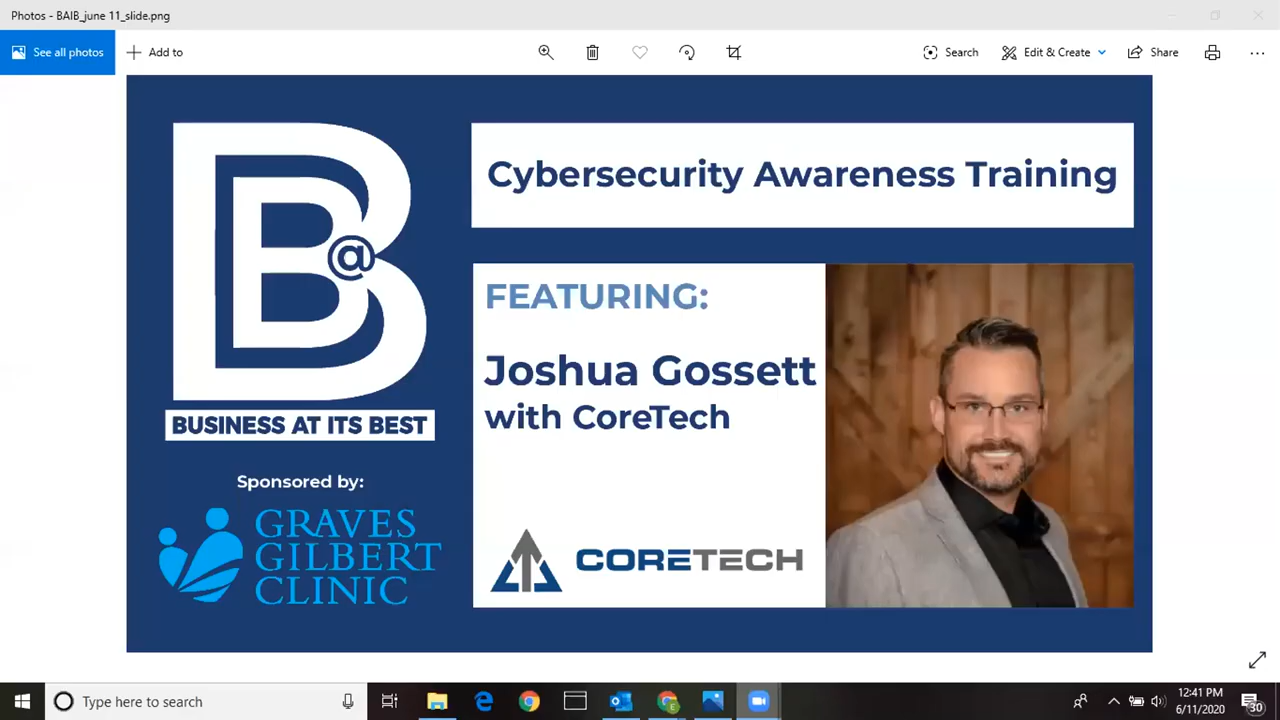 Photos - BAIB_june 11_slide.png
See all photos
Add to
Search
Edit & Create
Share
B
@
BUSINESS AT ITS BEST
Sponsored by:
GRAVES
GILBERT
CLINIC
Cybersecurity Awareness Training
FEATURING:
Joshua Gossett
with CoreTech
CORETECH
Type here to search
12:41 PM
6/11/2020
30